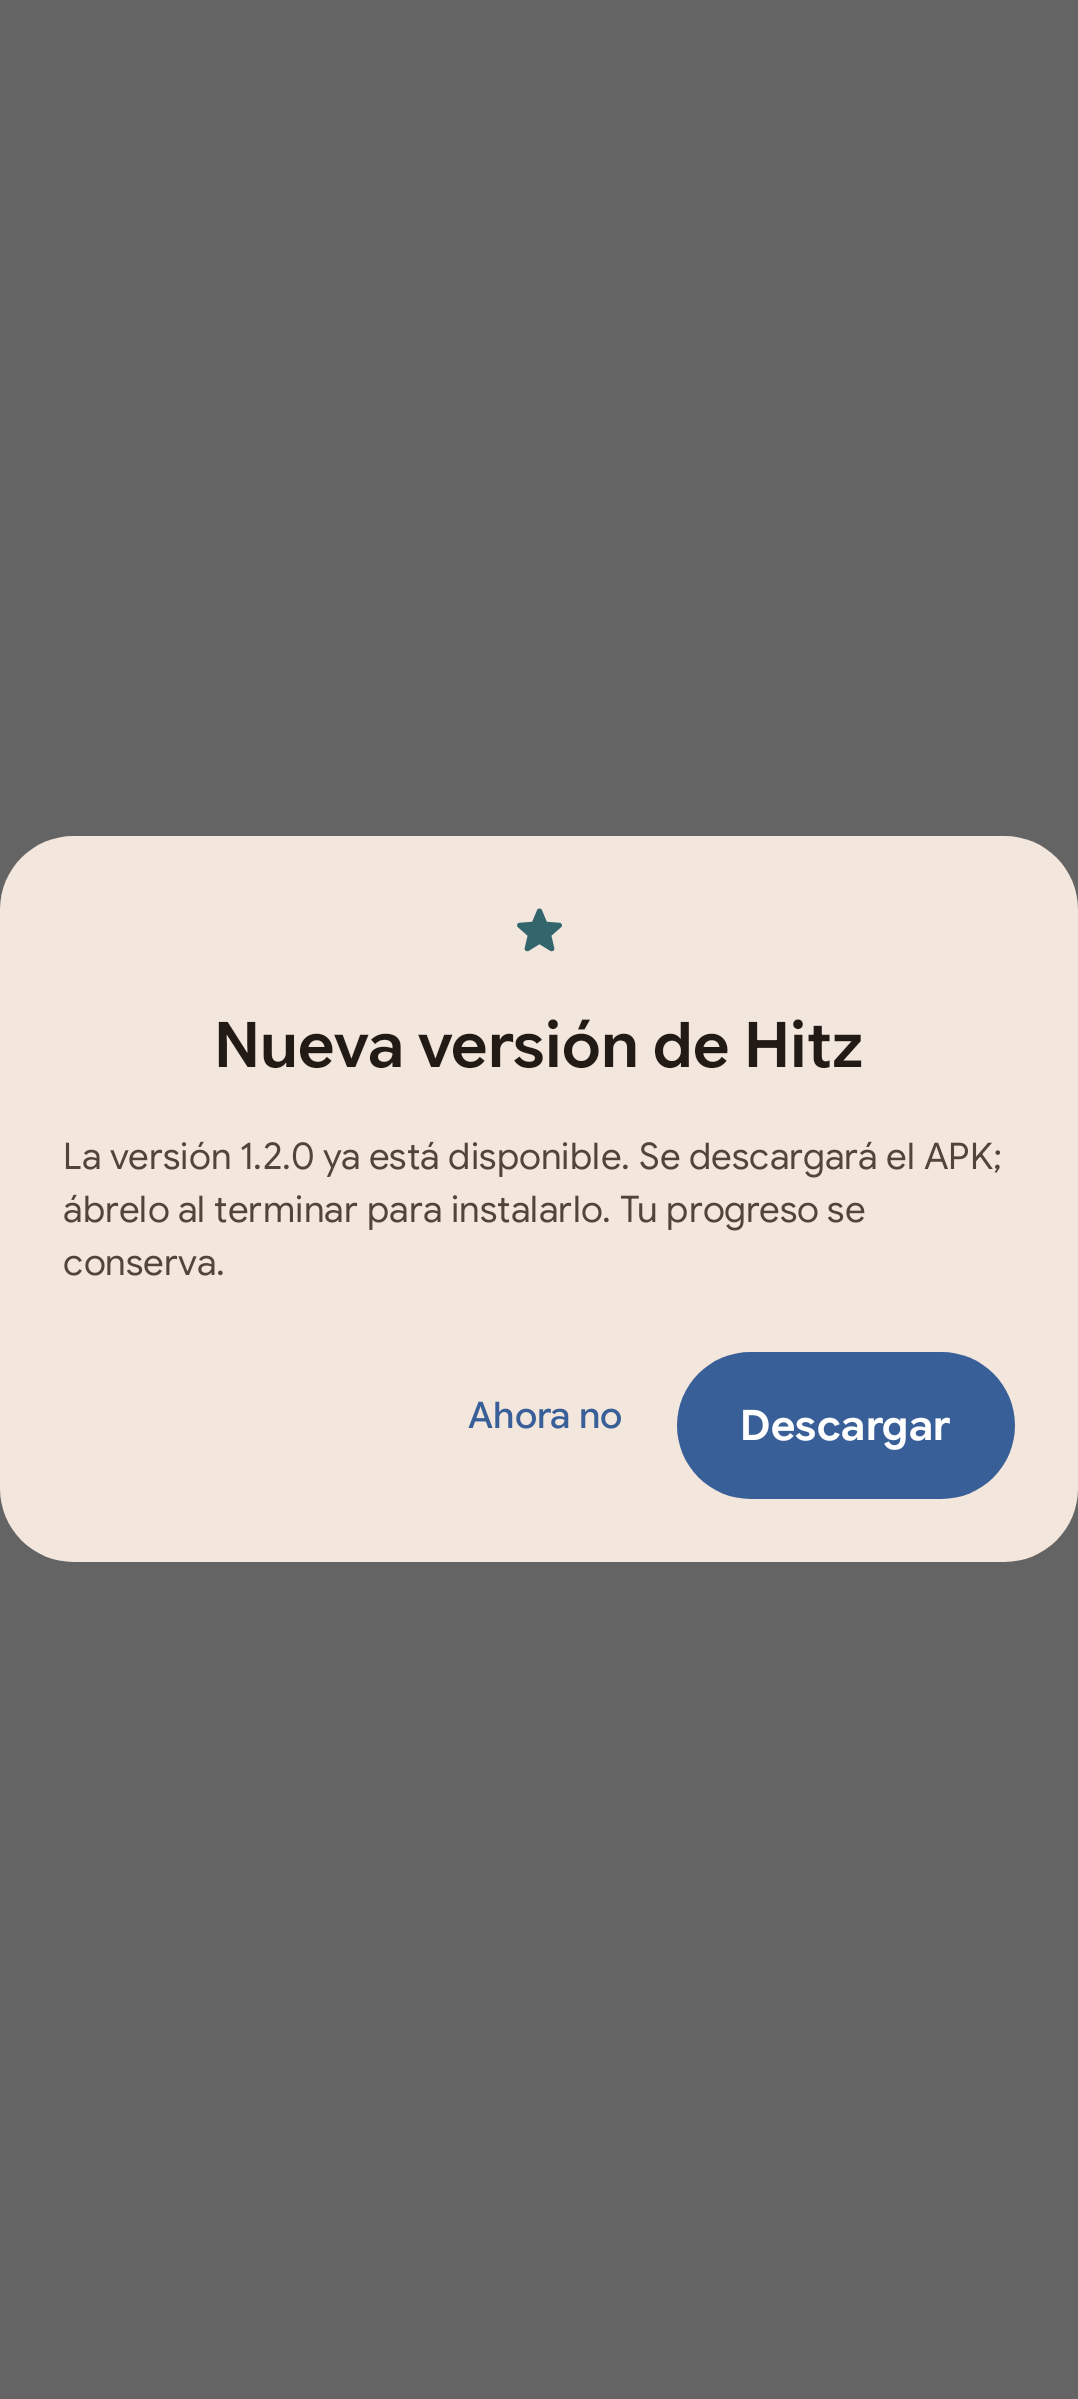 Nueva versión de Hitz
La versión 1.2.0 ya está disponible. Se descargará el APK;
ábrelo al terminar para instalarlo. Tu progreso se
conserva.
Ahora no
Descargar